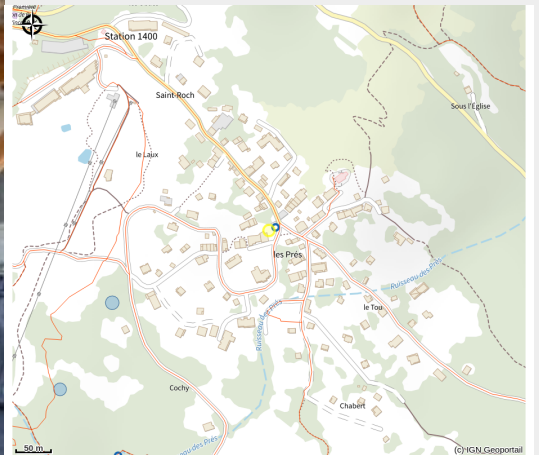 Station 1400
Saint-Roch
Sous l'Eglise
le Laux
les Prés
Ruisseau des Prés
le Tou
Ruisseau des Prés
Cochy
Chabert
au des Prés
50 m
(c) IGN Geoportail